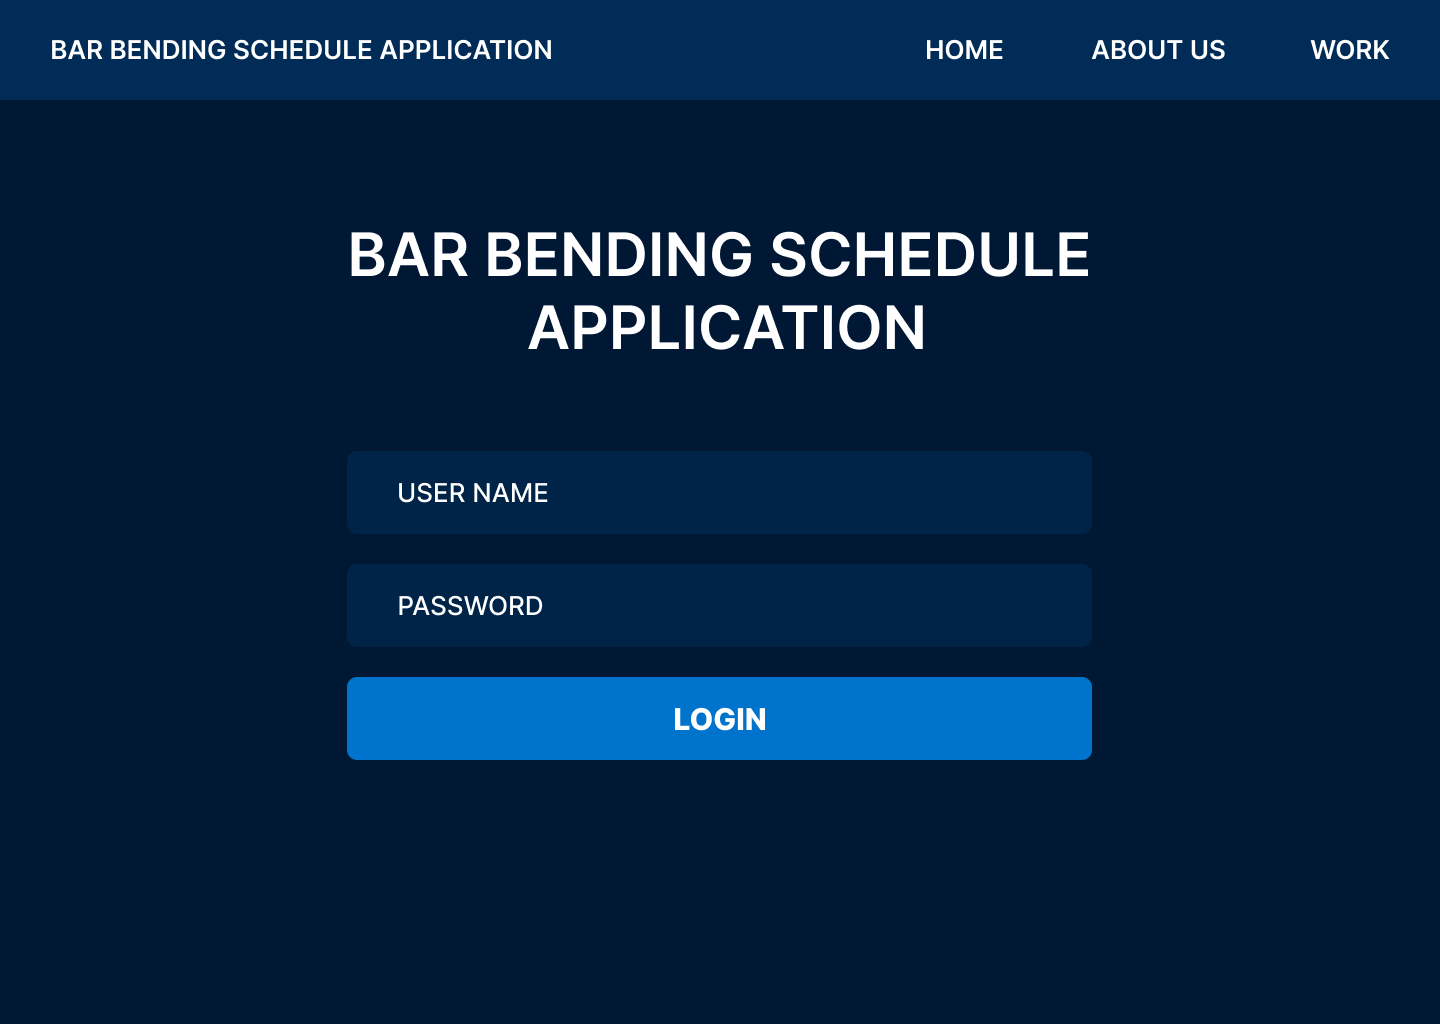 BAR BENDING SCHEDULE APPLICATION
HOME
ABOUT US
WORK
BAR BENDING SCHEDULE
APPLICATION
USER NAME
PASSWORD
LOGIN